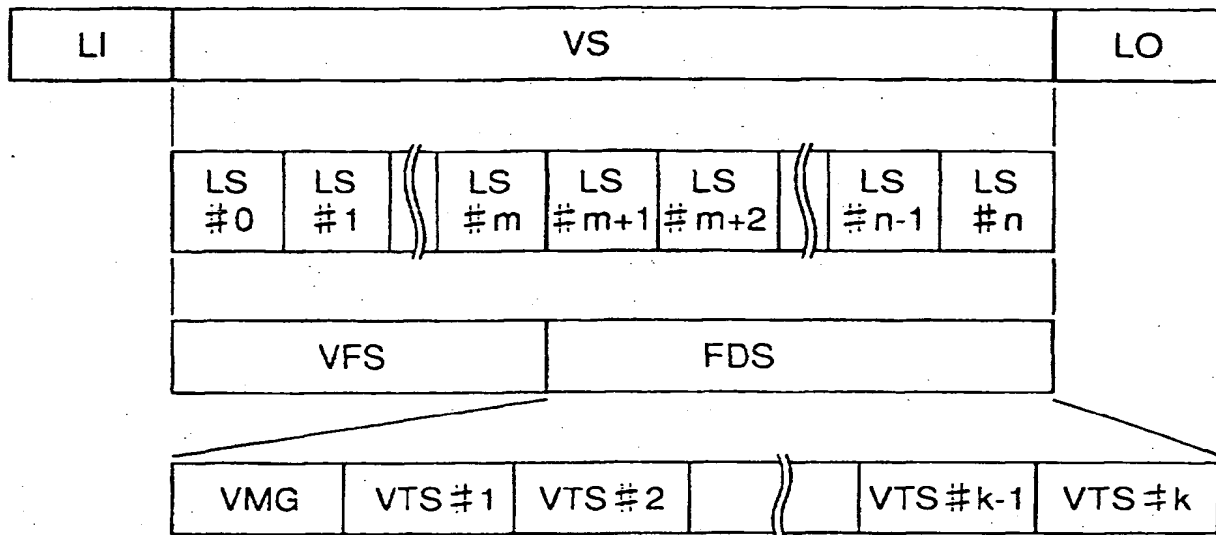 LI VS LO
LS LS LS LS LS LS LS
#0 #1 #m #m+1 #m+2 #n-1 #n
VFS FDS
VMG VTS#1 VTS#2 VTS#k-1 VTS#k